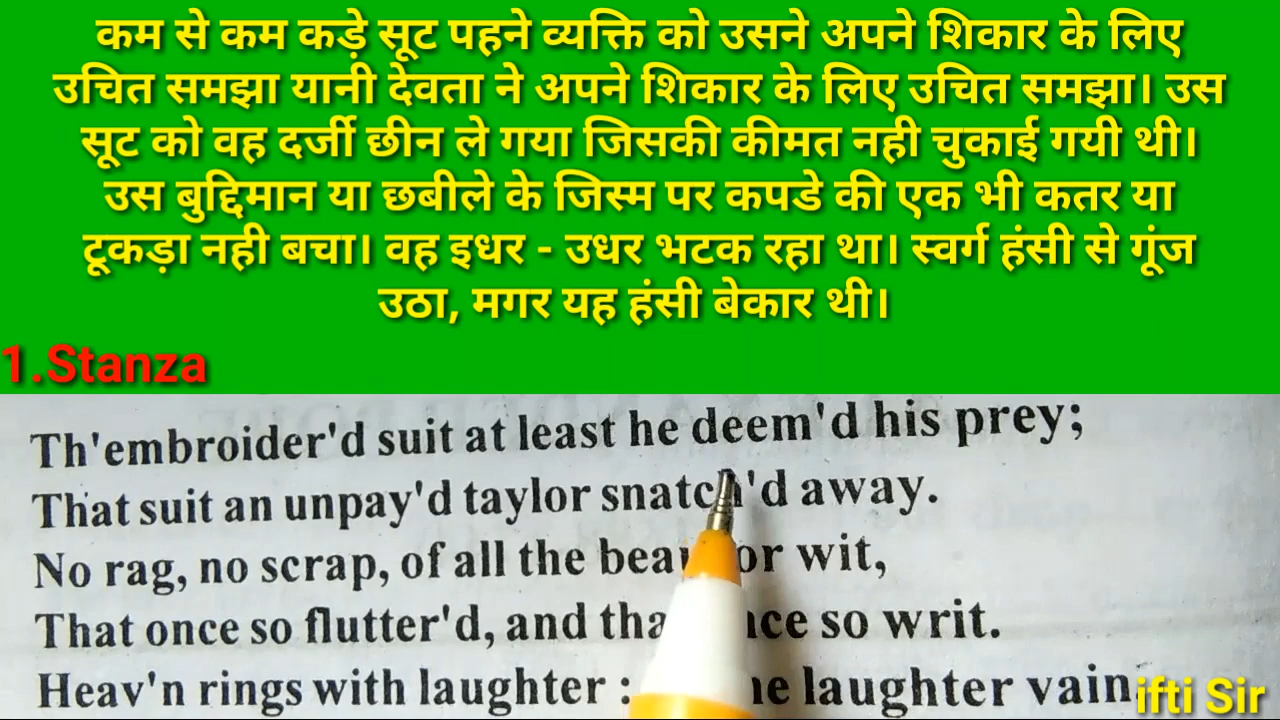 कम से कम कड़े सूट पहने व्यक्ति को उसने अपने शिकार के लिए
उचित समझा यानी देवता ने अपने शिकार के लिए उचित समझा। उस
सूट को वह दर्जी छीन ले गया जिसकी कीमत नही चुकाई गयी थी।
उस बुद्दिमान या छबीले के जिस्म पर कपडे की एक भी कतर या
टूकड़ा नही बचा। वह इधर - उधर भटक रहा था। स्वर्ग हंसी से गूंज
उठा, मगर यह हंसी बेकार थी।
1.Stanza
Th'embroider'd suit at least he deem'd his prey;
That suit an unpay'd taylor snatch'd away.
No rag, no scrap, of all the or wit,
That once so flutter'd, and so writ.
Heav'n rings with laughter : laughter vain,
ifti Sir